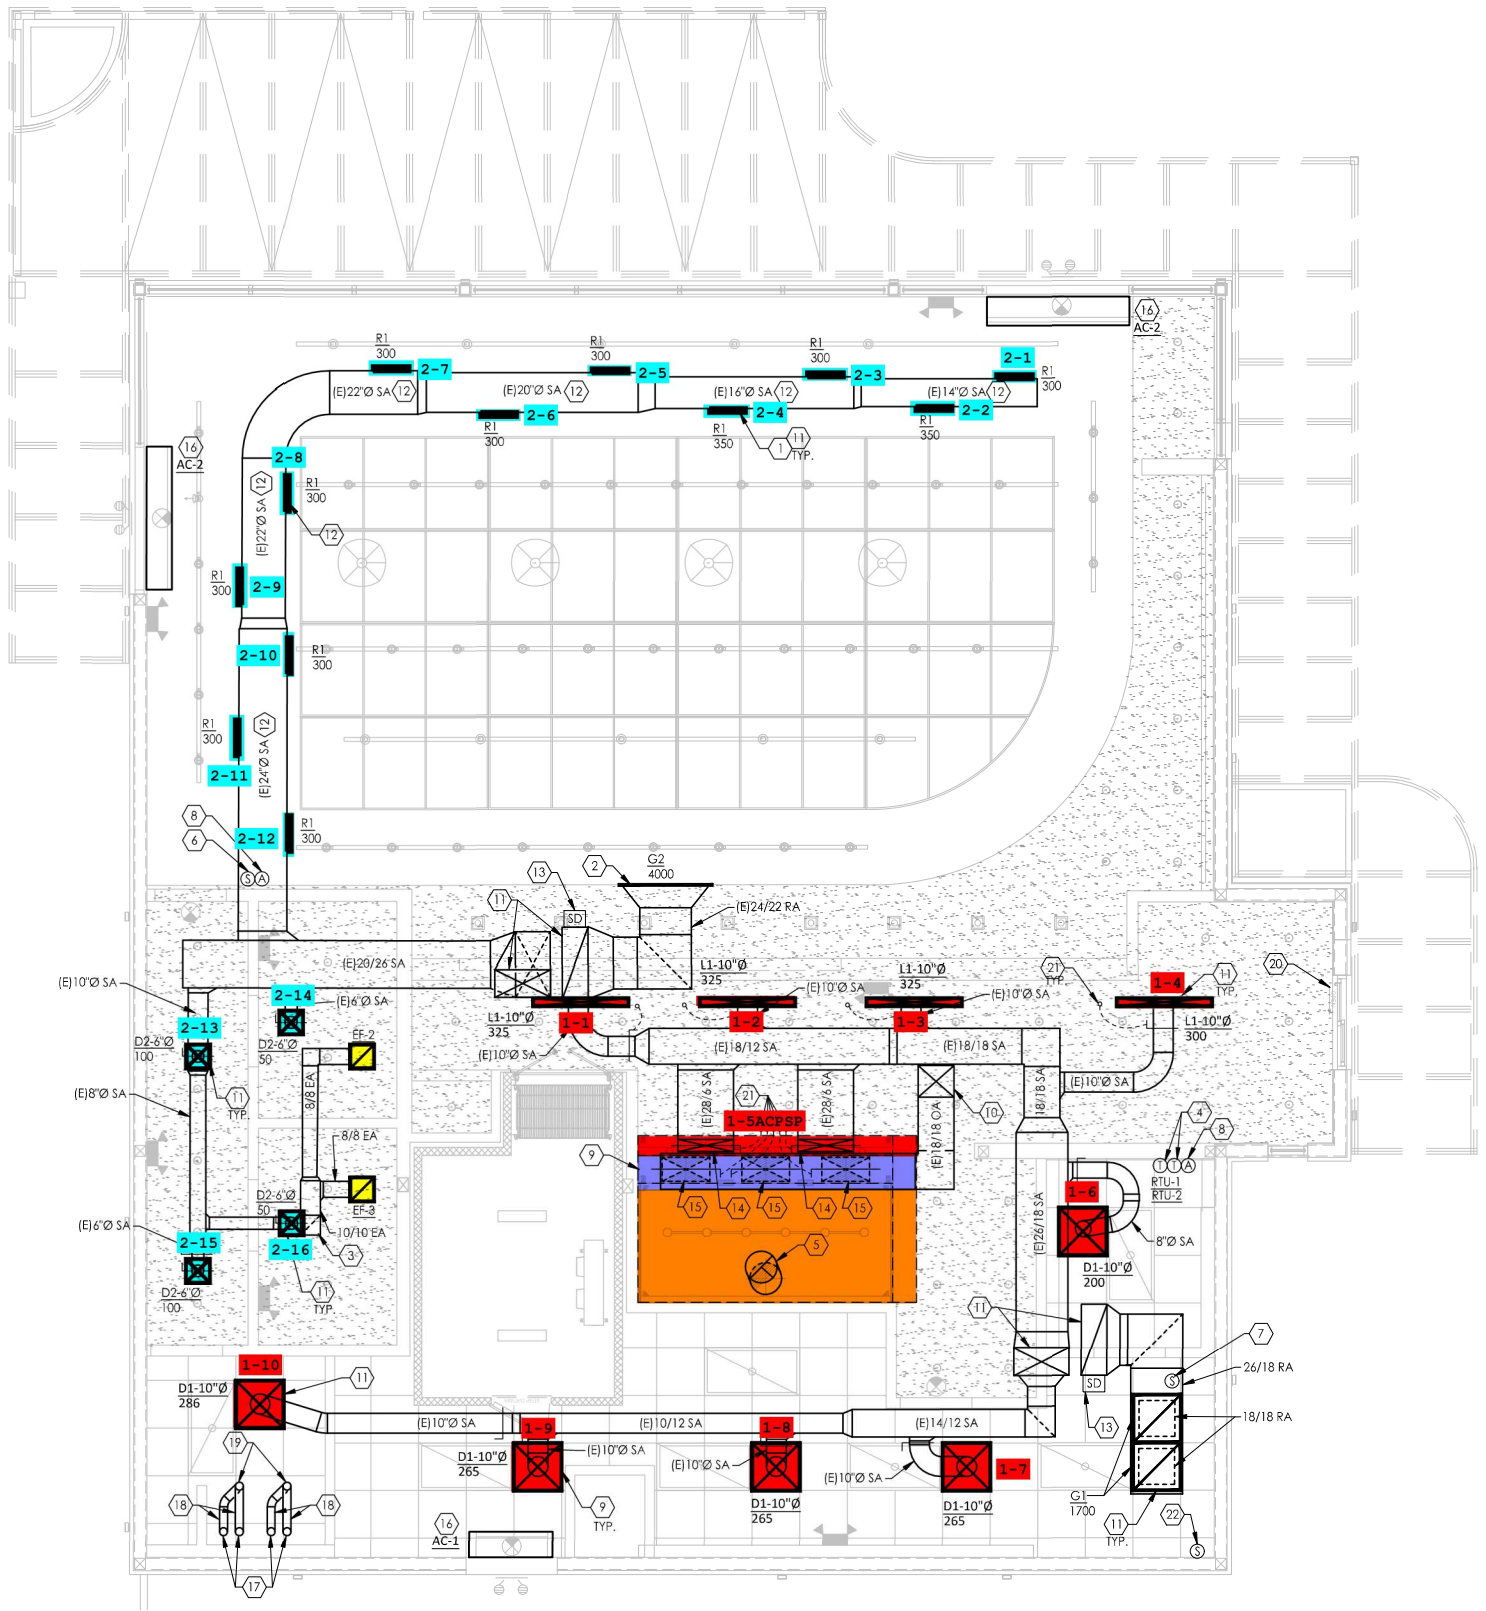 16
AC-2
R1
300
2-7
R1
300
2-5
R1
300
2-3
2-1
R1
300
(E)22"Ø SA 12
(E)20"Ø SA 12
(E)16"Ø SA 12
(E)14"Ø SA 12
R1
300
2-6
R1
350
2-4
R1
350
2-2
1
11
TYP.
16
AC-2
2-8
R1
300
(E)22"Ø SA 12
12
R1
300
2-9
2-10
R1
300
R1
300
2-11
(E)24"Ø SA 12
2-12
R1
300
8
6
S A
13
2
G2
4000
11
SD
(E)24/22 RA
(E)20/26 SA
(E)10"Ø SA
2-14
(E)6"Ø SA
2-13
D2-6"Ø
100
D2-6"Ø
50
EF-2
L1-10"Ø
325
1-1
(E)10"Ø SA
L1-10"Ø
325
(E)10"Ø SA
1-2
L1-10"Ø
325
(E)10"Ø SA
1-3
21
TYP.
1-4
11
TYP.
L1-10"Ø
300
20
(E)18/12 SA
(E)18/18 SA
(E)10"Ø SA
18/18 SA
(E)8"Ø SA
11
TYP.
8/8 EA
8/8 EA
(E)28/6 SA
21
(E)28/6 SA
1-5ACPSP
10
(E)18/18 OA
4
8
T T A
RTU-1
RTU-2
9
15
14
15
14
15
5
D2-6"Ø
50
EF-3
10/10 EA
(E)6"Ø SA
2-15
2-16
3
D2-6"Ø
100
11
TYP
1-6
(E)26/18 SA
8"Ø SA
D1-10"Ø
200
11
7
S
26/18 RA
SD
13
18/18 RA
1-10
D1-10"Ø
286
11
(E)10"Ø SA
(E)10/12 SA
(E)14/12 SA
1-9
(E)10"Ø SA
D1-10"Ø
265
1-8
(E)10"Ø SA
D1-10"Ø
265
(E)10"Ø SA
1-7
D1-10"Ø
265
G1
1700
11
TYP.
22
S
9
TYP.
19
18
18
17
16
AC-1